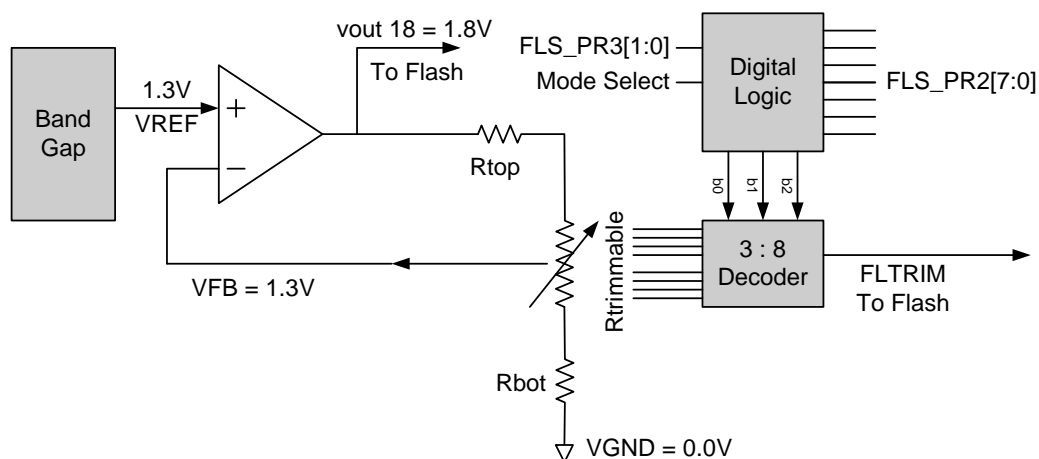 vout 18 = 1.8V
To Flash
FLS_PR3[1:0]
Mode Select
Digital
Logic
FLS_PR2[7:0]
Band
Gap
1.3V
VREF
+
−
Rtop
b0
b1
b2
Rtrimmable
3 : 8
Decoder
FLTRIM
To Flash
VFB = 1.3V
Rbot
VGND = 0.0V